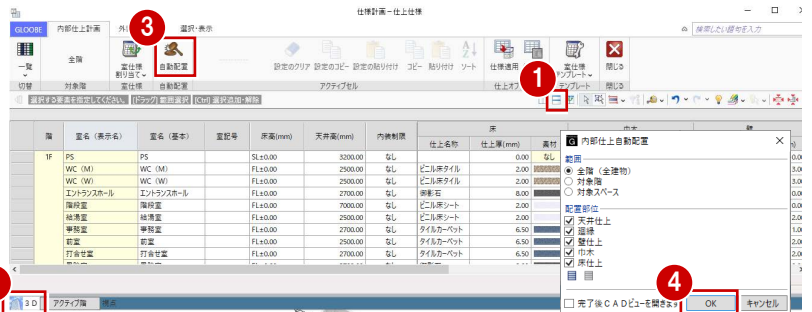 仕様計画－仕上仕様
GLOOBE 内部仕上計画 選択・表示 検索したい語句を入力
一覧 全階 室仕様 割り当て 自動配置 設定のクリア 設定のコピー 設定の貼り付け コピー 貼り付け ソート 仕様適用 室仕様 テンプレート 閉じる
切替 対象階 室仕様 自動配置 アクティブセル 閉じる
選択する要素を指定してください。 [ドラッグ] 範囲選択 [Ctrl] 選択追加・解除
3
1
階 室名（表示名） 室名（基本） 室記号 床高(mm) 天井高(mm) 内装制限 床 巾木 壁
仕上名称 仕上厚(mm) 素材
1F PS PS SL±0.00 3200.00 なし 0.00 なし
WC（M） WC（M） FL±0.00 2500.00 なし ビニル床タイル 2.00
WC（W） WC（W） FL±0.00 2500.00 なし ビニル床タイル 2.00
エントランスホール エントランスホール FL±0.00 2700.00 なし 御影石 8.00
階段室 階段室 FL±0.00 7000.00 なし ビニル床シート 2.00
給湯室 給湯室 FL±0.00 2500.00 なし ビニル床シート 2.00
事務室 事務室 FL±0.00 2700.00 なし タイルカーペット 6.50
前室 前室 FL±0.00 2500.00 なし タイルカーペット 6.50
打合せ室 打合せ室 FL±0.00 2700.00 なし タイルカーペット 6.50
内部仕上自動配置
範囲
全階（全建物）
対象階
対象スペース
配置部位
天井仕上
廻縁
壁仕上
巾木
床仕上
4
完了後ＣＡＤビューを開きます OK キャンセル
3D アクティブ階 視点